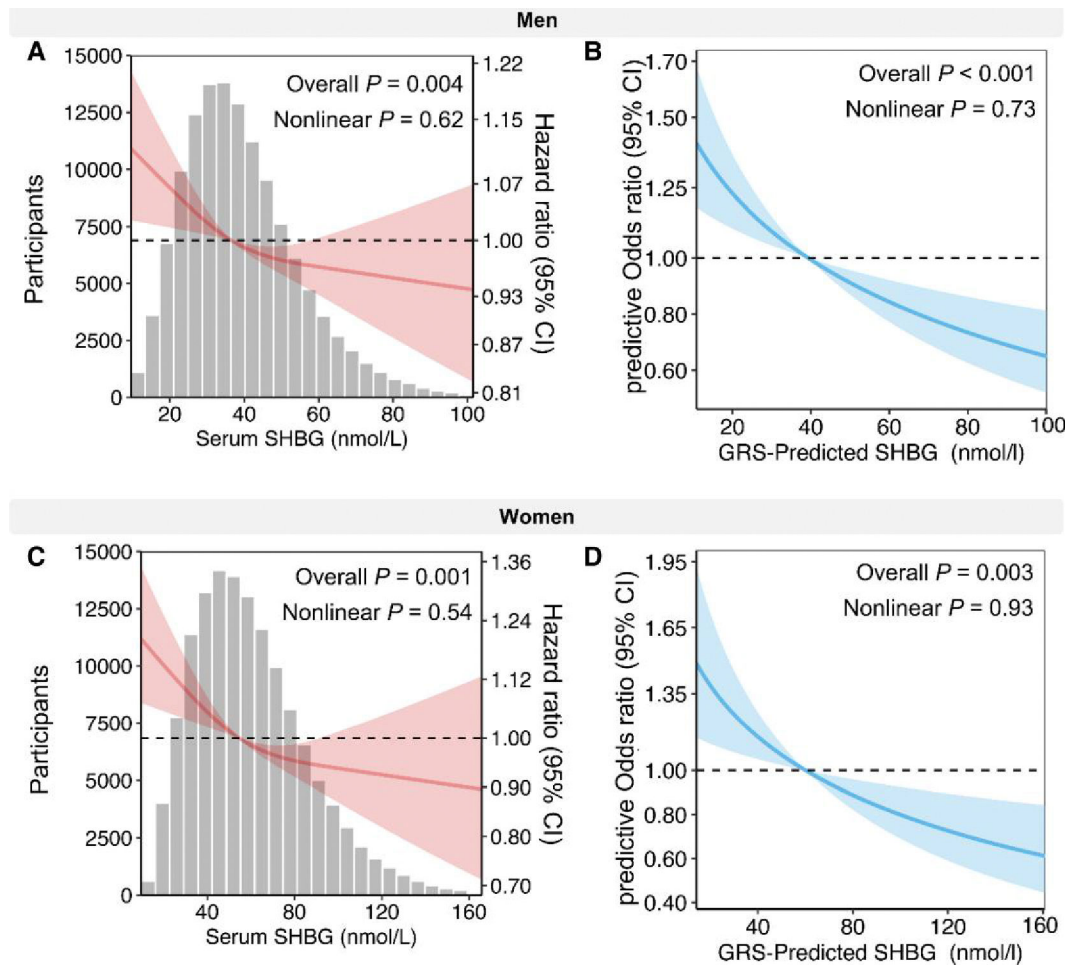 Men
A
15000
12500
10000
7500
5000
2500
0
Participants
Overall P = 0.004
Nonlinear P = 0.62
1.22
1.15
1.07
1.00
0.93
0.87
0.81
Hazard ratio (95% CI)
20 40 60 80 100
Serum SHBG (nmol/L)
B
1.70
1.50
1.25
1.00
0.80
0.60
predictive Odds ratio (95% CI)
Overall P < 0.001
Nonlinear P = 0.73
20 40 60 80 100
GRS-Predicted SHBG (nmol/l)
Women
C
15000
12500
10000
7500
5000
2500
0
Participants
Overall P = 0.001
Nonlinear P = 0.54
1.36
1.24
1.12
1.00
0.90
0.80
0.70
Hazard ratio (95% CI)
40 80 120 160
Serum SHBG (nmol/L)
D
1.95
1.65
1.35
1.00
0.80
0.60
0.40
predictive Odds ratio (95% CI)
Overall P = 0.003
Nonlinear P = 0.93
40 80 120 160
GRS-Predicted SHBG (nmol/l)